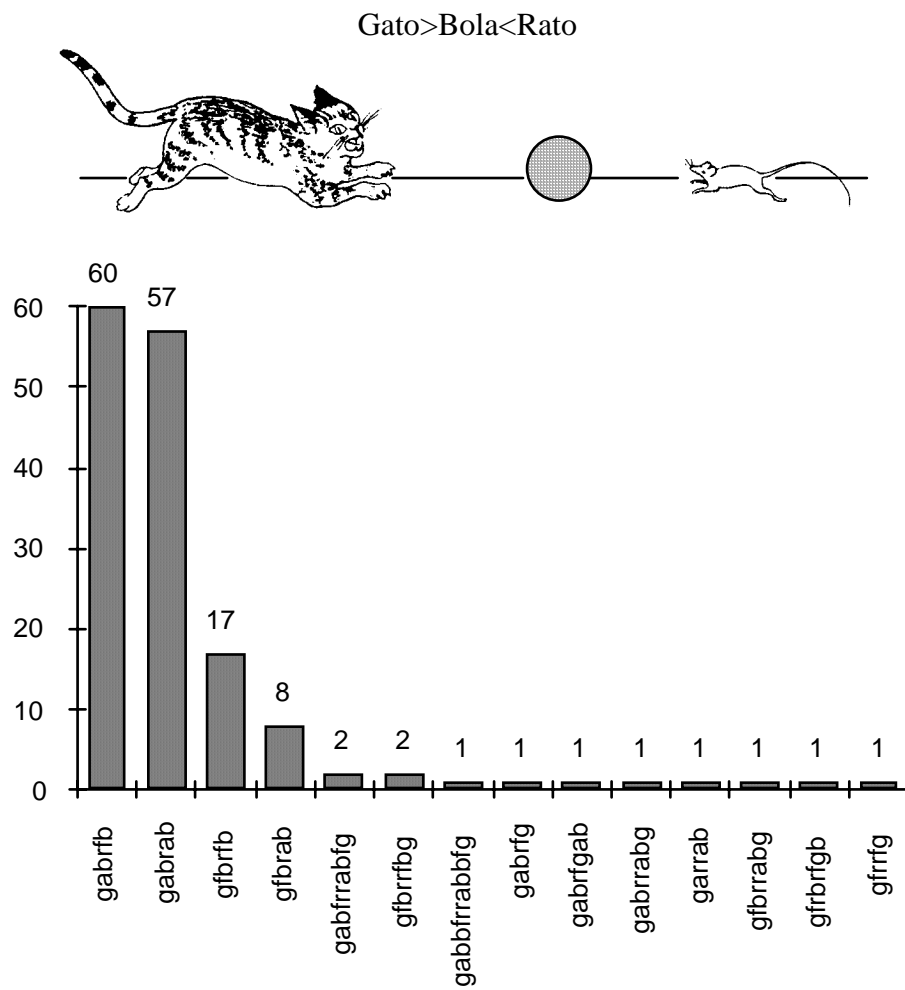 Gato>Bola<Rato
60
57
60
50
40
30
17
20
8
10
2 2 1 1 1 1 1 1 1 1
0
gabrfb
gabrab
gfbrfb
gfbrab
gabfrrabfg
gfbrrfbg
gabbfrrabbfg
gabrfg
gabrfgab
gabrrabg
garrab
gfbrrabg
gfrbrfgb
gfrrfg